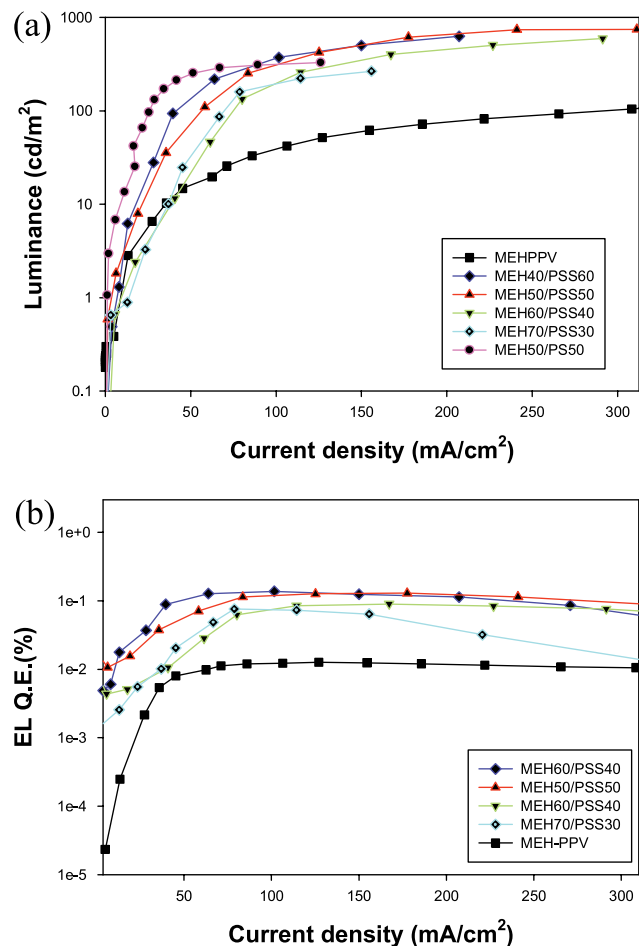 (a)
Luminance (cd/m²)
1000
100
10
1
0.1
0 50 100 150 200 250 300
Current density (mA/cm²)
MEHPPV
MEH40/PSS60
MEH50/PSS50
MEH60/PSS40
MEH70/PSS30
MEH50/PS50
(b)
EL Q.E.(%)
1e+0
1e-1
1e-2
1e-3
1e-4
1e-5
50 100 150 200 250 300
Current density (mA/cm²)
MEH60/PSS40
MEH50/PSS50
MEH60/PSS40
MEH70/PSS30
MEH-PPV